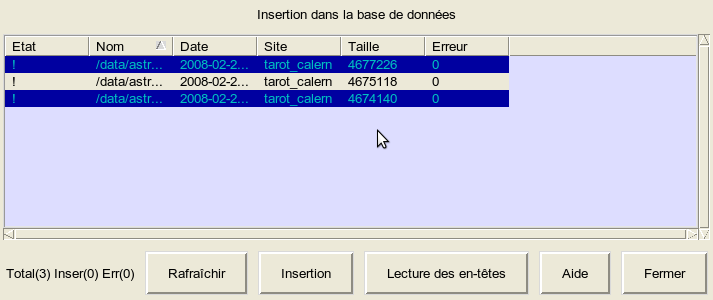 Insertion dans la base de données
Etat Nom Date Site Taille Erreur
! /data/astr... 2008-02-2... tarot_calern 4677226 0
! /data/astr... 2008-02-2... tarot_calern 4675118 0
! /data/astr... 2008-02-2... tarot_calern 4674140 0
Total(3) Inser(0) Err(0) Rafraîchir Insertion Lecture des en-têtes Aide Fermer